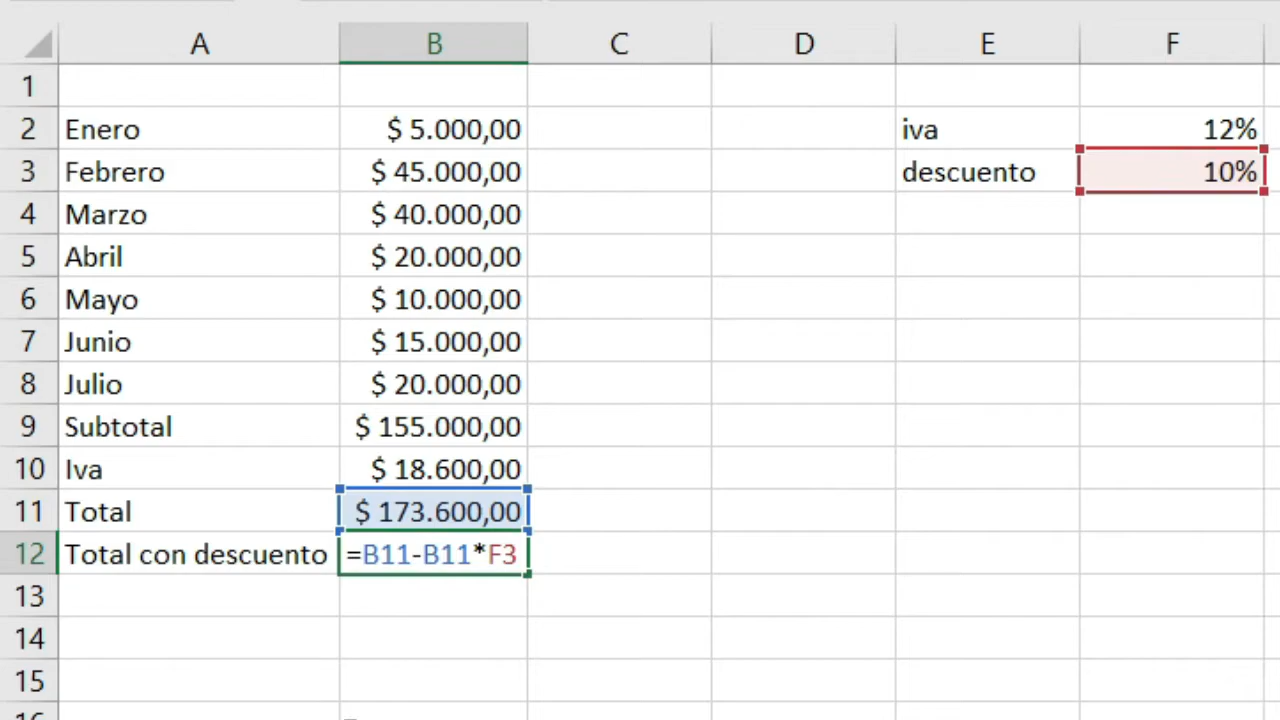 A B C D E F
1
2 Enero $ 5.000,00 iva 12%
3 Febrero $ 45.000,00 descuento 10%
4 Marzo $ 40.000,00
5 Abril $ 20.000,00
6 Mayo $ 10.000,00
7 Junio $ 15.000,00
8 Julio $ 20.000,00
9 Subtotal $ 155.000,00
10 Iva $ 18.600,00
11 Total $ 173.600,00
12 Total con descuento =B11-B11*F3
13
14
15
16